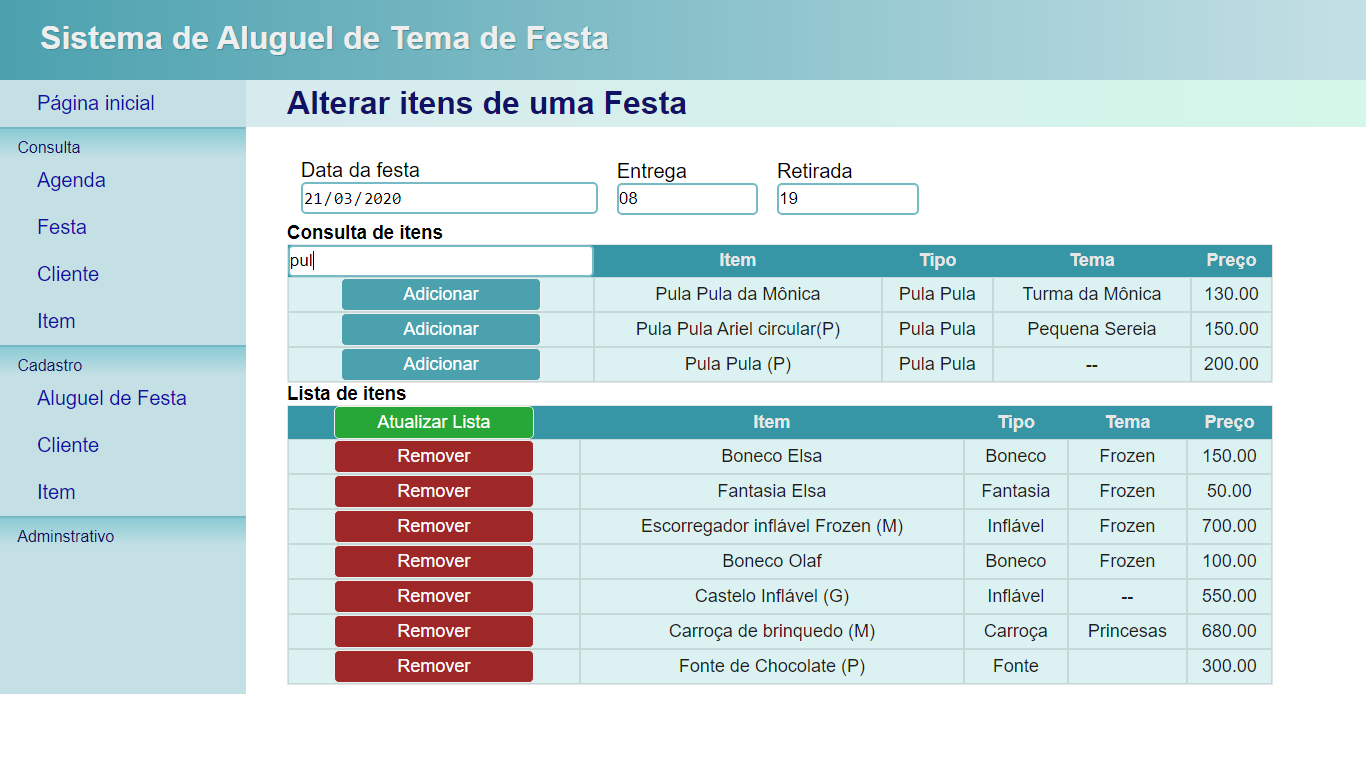 Sistema de Aluguel de Tema de Festa
Página inicial
Consulta
Agenda
Festa
Cliente
Item
Cadastro
Aluguel de Festa
Cliente
Item
Adminstrativo
Alterar itens de uma Festa
Data da festa Entrega Retirada
21/03/2020 08 19
Consulta de itens
pul Item Tipo Tema Preço
Adicionar Pula Pula da Mônica Pula Pula Turma da Mônica 130.00
Adicionar Pula Pula Ariel circular(P) Pula Pula Pequena Sereia 150.00
Adicionar Pula Pula (P) Pula Pula -- 200.00
Lista de itens
Atualizar Lista Item Tipo Tema Preço
Remover Boneco Elsa Boneco Frozen 150.00
Remover Fantasia Elsa Fantasia Frozen 50.00
Remover Escorregador inflável Frozen (M) Inflável Frozen 700.00
Remover Boneco Olaf Boneco Frozen 100.00
Remover Castelo Inflável (G) Inflável -- 550.00
Remover Carroça de brinquedo (M) Carroça Princesas 680.00
Remover Fonte de Chocolate (P) Fonte 300.00